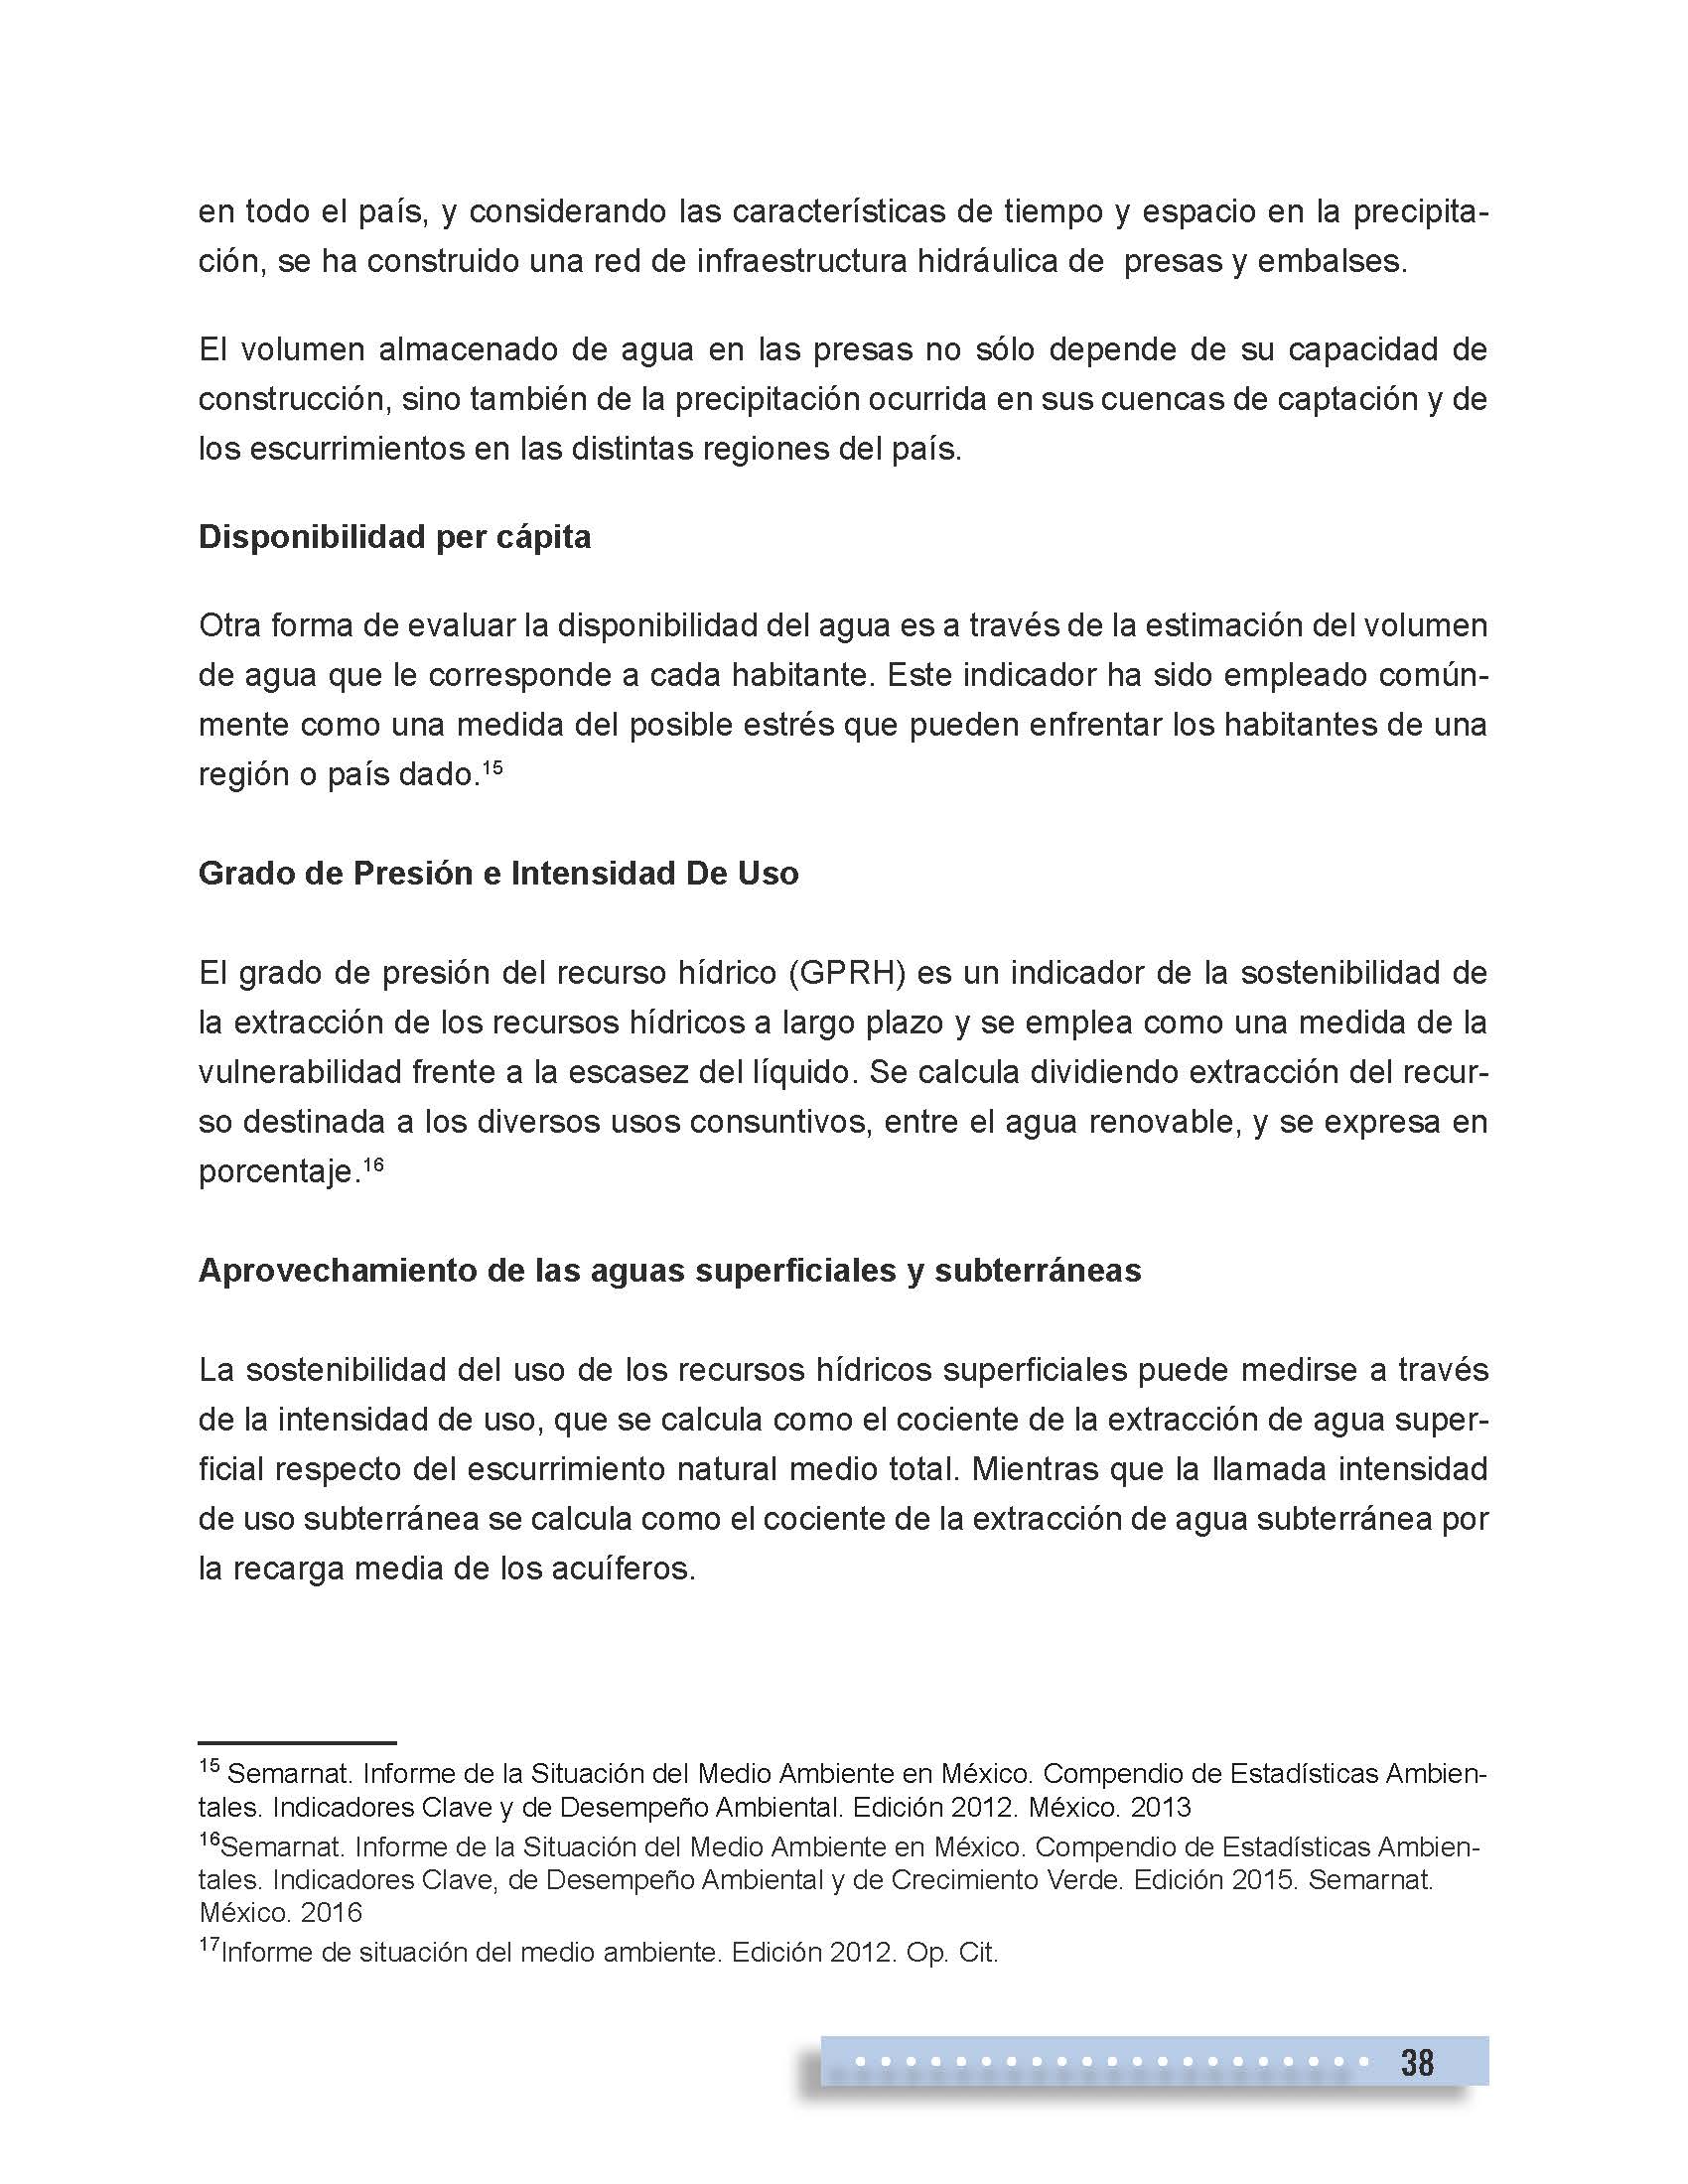 en todo el país, y considerando las características de tiempo y espacio en la precipita-
ción, se ha construido una red de infraestructura hidráulica de  presas y embalses.
El volumen almacenado de agua en las presas no sólo depende de su capacidad de
construcción, sino también de la precipitación ocurrida en sus cuencas de captación y de
los escurrimientos en las distintas regiones del país.
Disponibilidad per cápita
Otra forma de evaluar la disponibilidad del agua es a través de la estimación del volumen
de agua que le corresponde a cada habitante. Este indicador ha sido empleado común-
mente como una medida del posible estrés que pueden enfrentar los habitantes de una
región o país dado.15
Grado de Presión e Intensidad De Uso
El grado de presión del recurso hídrico (GPRH) es un indicador de la sostenibilidad de
la extracción de los recursos hídricos a largo plazo y se emplea como una medida de la
vulnerabilidad frente a la escasez del líquido. Se calcula dividiendo extracción del recur-
so destinada a los diversos usos consuntivos, entre el agua renovable, y se expresa en
porcentaje.16
Aprovechamiento de las aguas superficiales y subterráneas
La sostenibilidad del uso de los recursos hídricos superficiales puede medirse a través
de la intensidad de uso, que se calcula como el cociente de la extracción de agua super-
ficial respecto del escurrimiento natural medio total. Mientras que la llamada intensidad
de uso subterránea se calcula como el cociente de la extracción de agua subterránea por
la recarga media de los acuíferos.
15 Semarnat. Informe de la Situación del Medio Ambiente en México. Compendio de Estadísticas Ambien-
tales. Indicadores Clave y de Desempeño Ambiental. Edición 2012. México. 2013
16Semarnat. Informe de la Situación del Medio Ambiente en México. Compendio de Estadísticas Ambien-
tales. Indicadores Clave, de Desempeño Ambiental y de Crecimiento Verde. Edición 2015. Semarnat.
México. 2016
17Informe de situación del medio ambiente. Edición 2012. Op. Cit.
38